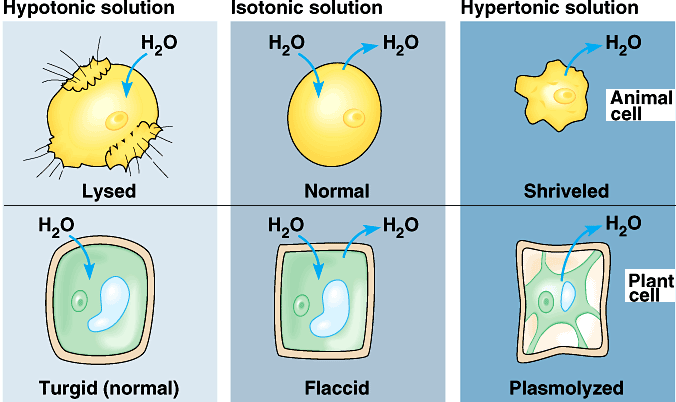 Hypotonic solution
Isotonic solution
Hypertonic solution
H₂O
H₂O
H₂O
H₂O
Animal
cell
Lysed
Normal
Shriveled
H₂O
H₂O
H₂O
H₂O
Plant
cell
Turgid (normal)
Flaccid
Plasmolyzed